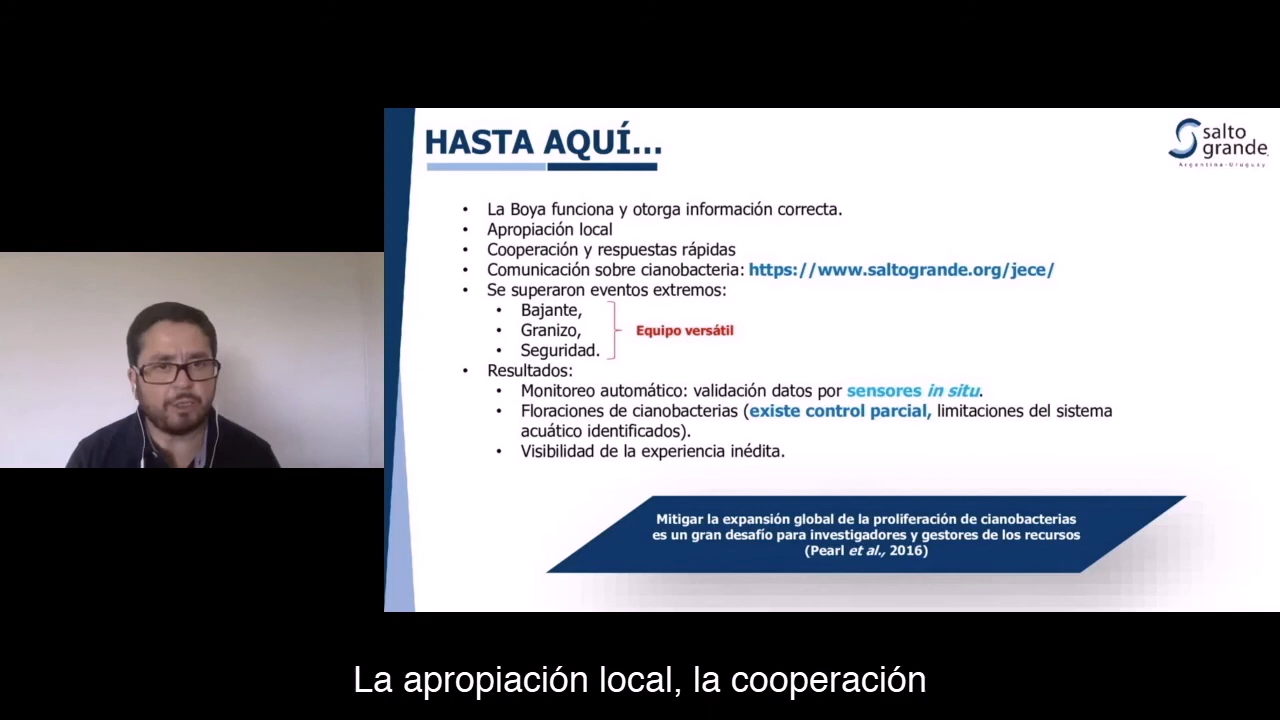 HASTA AQUÍ...
salto
grande
Argentina-Uruguay
• La Boya funciona y otorga información correcta.
• Apropiación local
• Cooperación y respuestas rápidas
• Comunicación sobre cianobacteria: https://www.saltogrande.org/jece/
• Se superaron eventos extremos:
• Bajante,
• Granizo,
Equipo versátil
• Seguridad.
• Resultados:
• Monitoreo automático: validación datos por sensores in situ.
• Floraciones de cianobacterias (existe control parcial, limitaciones del sistema
acuático identificados).
• Visibilidad de la experiencia inédita.
Mitigar la expansión global de la proliferación de cianobacterias
es un gran desafío para investigadores y gestores de los recursos
(Pearl et al., 2016)
La apropiación local, la cooperación